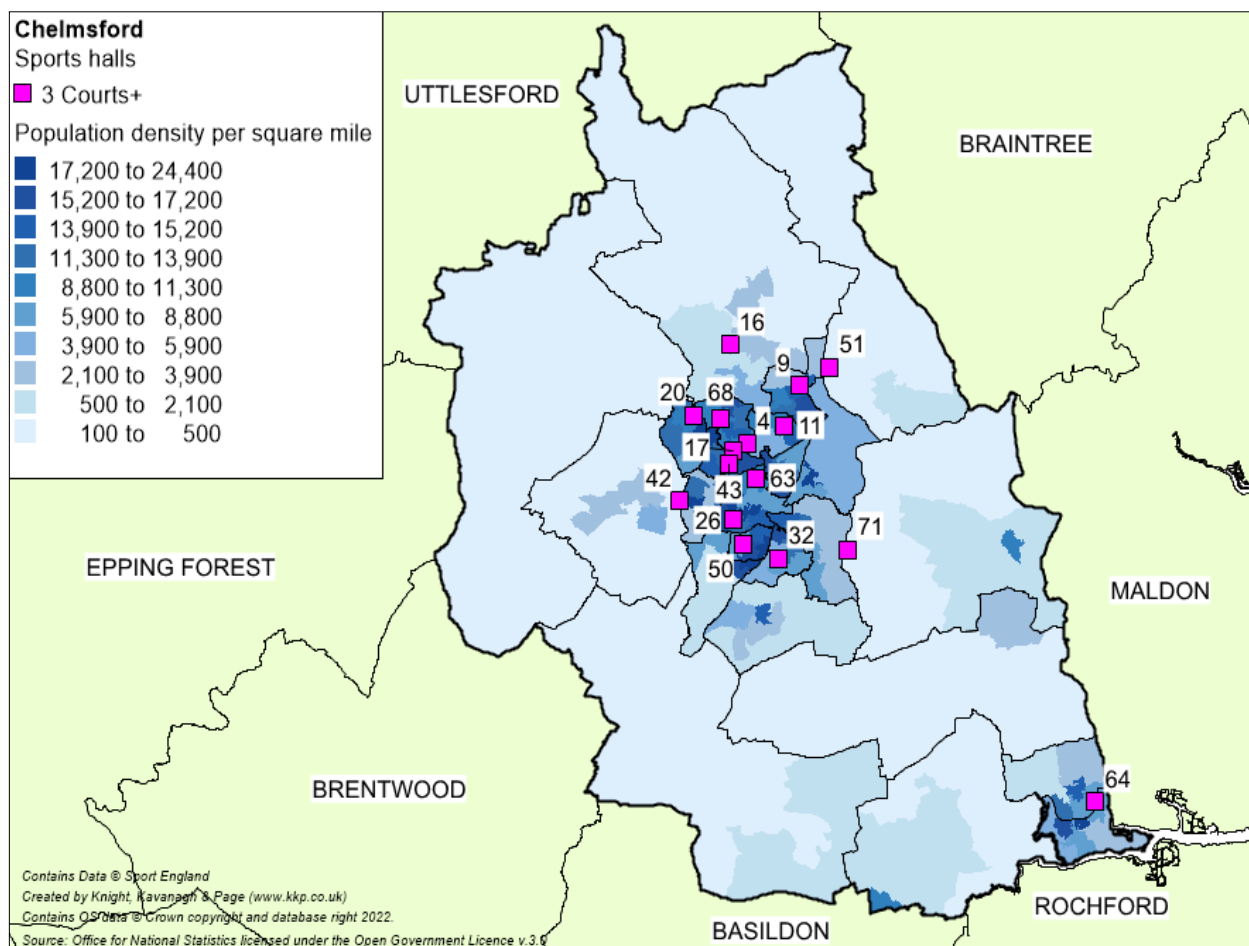 Chelmsford
Sports halls
3 Courts+
Population density per square mile
17,200 to 24,400
15,200 to 17,200
13,900 to 15,200
11,300 to 13,900
8,800 to 11,300
5,900 to 8,800
3,900 to 5,900
2,100 to 3,900
500 to 2,100
100 to 500
UTTLESFORD
BRAINTREE
16
51
9
20
68
4
11
17
42
43
63
26
32
71
50
EPPING FOREST
MALDON
BRENTWOOD
64
ROCHFORD
BASILDON
Contains Data © Sport England
Created by Knight, Kavanagh & Page (www.kkp.co.uk)
Contains OS data © Crown copyright and database right 2022.
Source: Office for National Statistics licensed under the Open Government Licence v.3.0